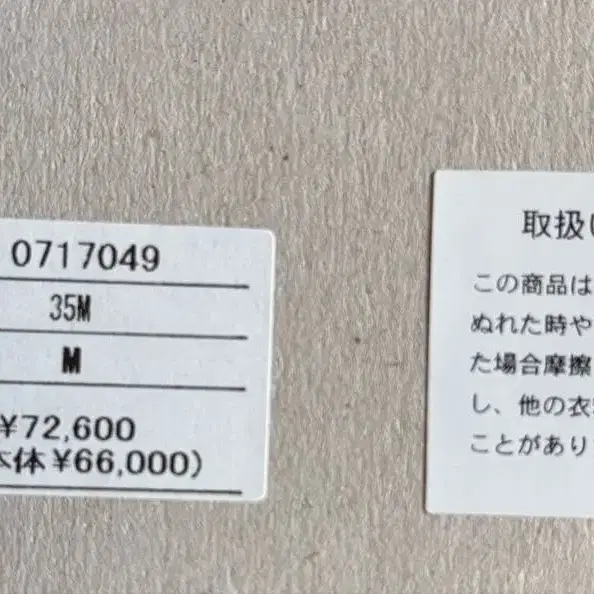 0717049
35M
M
¥72,600
本体 ¥66,000)
取扱い
この商品は
ぬれた時や
た場合摩擦
し、他の衣
ことがあり